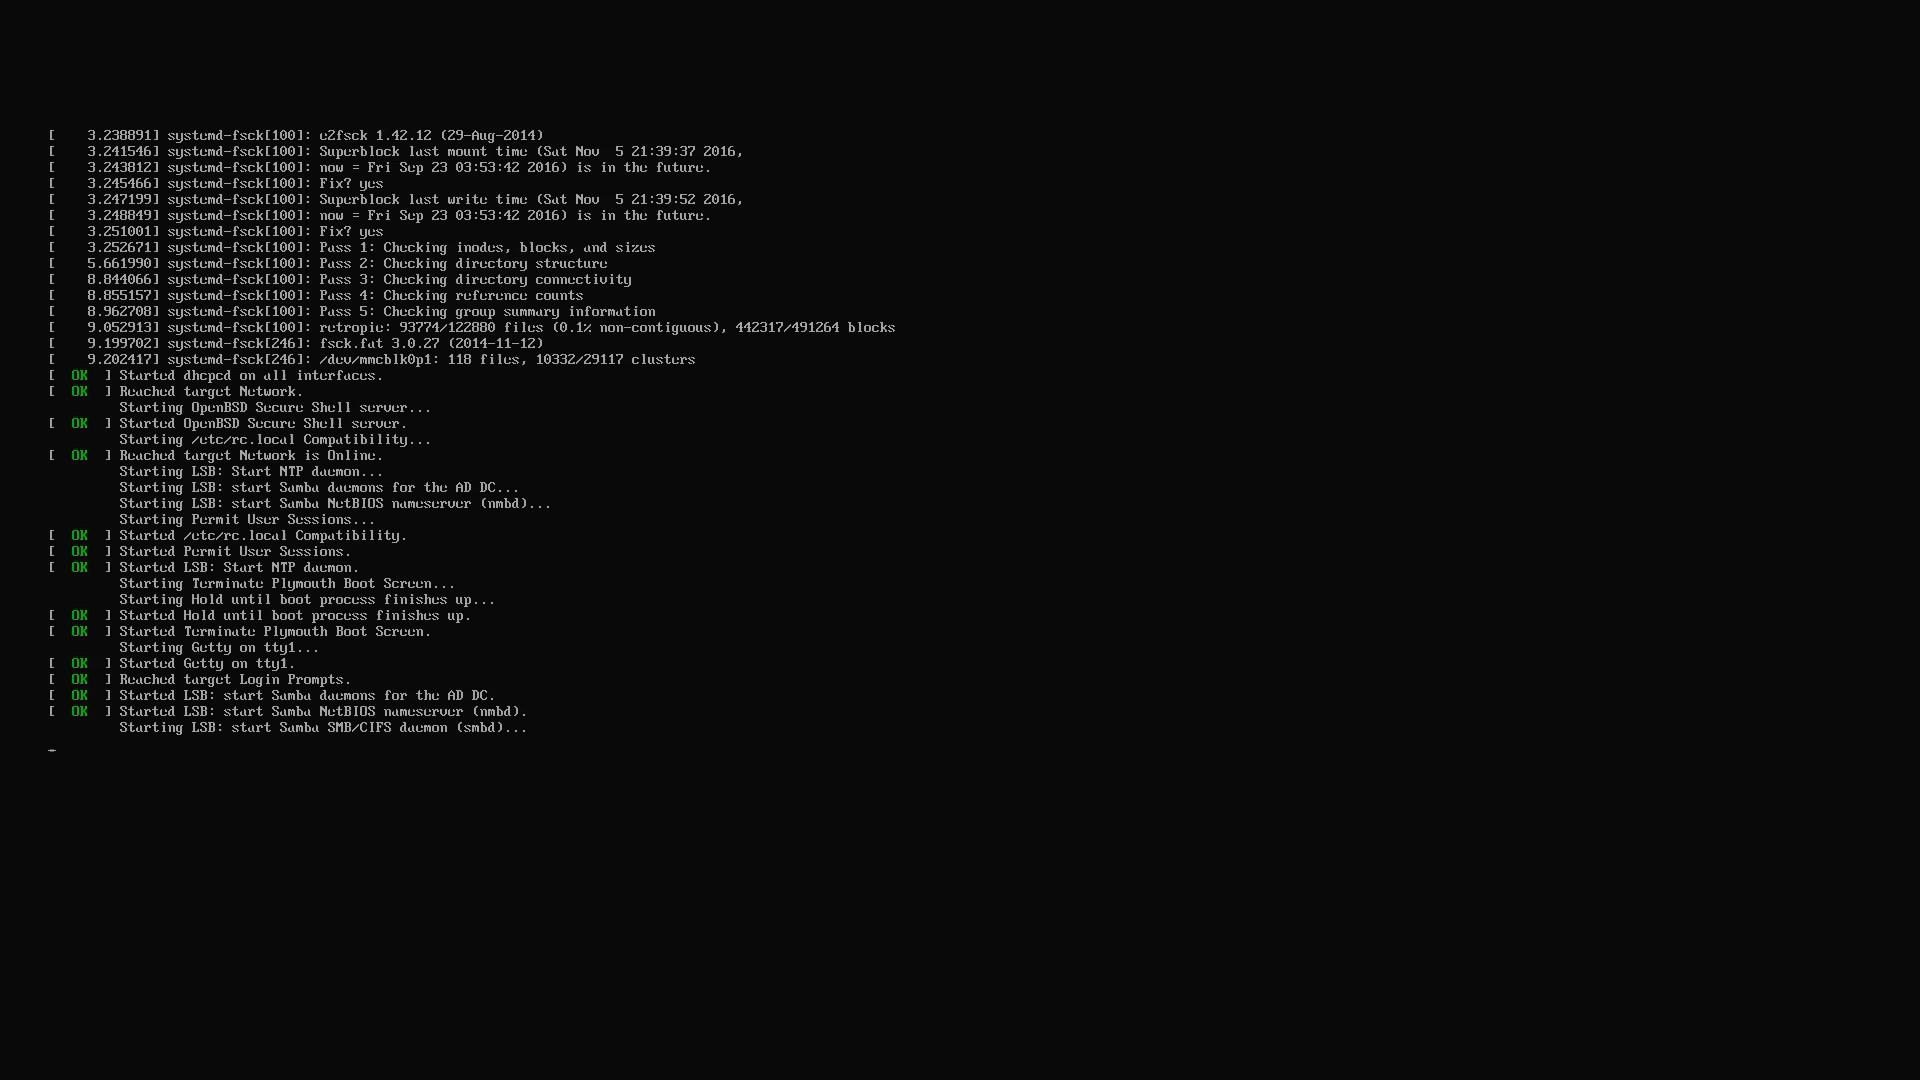 [    3.238891] systemd-fsck[100]: e2fsck 1.42.12 (29-Aug-2014)
[    3.241546] systemd-fsck[100]: Superblock last mount time (Sat Nov  5 21:39:37 2016,
[    3.243812] systemd-fsck[100]: now = Fri Sep 23 03:53:42 2016) is in the future.
[    3.245466] systemd-fsck[100]: Fix? yes
[    3.247199] systemd-fsck[100]: Superblock last write time (Sat Nov  5 21:39:52 2016,
[    3.248849] systemd-fsck[100]: now = Fri Sep 23 03:53:42 2016) is in the future.
[    3.251001] systemd-fsck[100]: Fix? yes
[    3.252671] systemd-fsck[100]: Pass 1: Checking inodes, blocks, and sizes
[    5.661990] systemd-fsck[100]: Pass 2: Checking directory structure
[    8.844066] systemd-fsck[100]: Pass 3: Checking directory connectivity
[    8.855157] systemd-fsck[100]: Pass 4: Checking reference counts
[    8.962708] systemd-fsck[100]: Pass 5: Checking group summary information
[    9.052913] systemd-fsck[100]: retropie: 93774/122880 files (0.1% non-contiguous), 442317/491264 blocks
[    9.199702] systemd-fsck[246]: fsck.fat 3.0.27 (2014-11-12)
[    9.202417] systemd-fsck[246]: /dev/mmcblk0p1: 118 files, 10332/29117 clusters
[  OK  ] Started dhcpcd on all interfaces.
[  OK  ] Reached target Network.
         Starting OpenBSD Secure Shell server...
[  OK  ] Started OpenBSD Secure Shell server.
         Starting /etc/rc.local Compatibility...
[  OK  ] Reached target Network is Online.
         Starting LSB: Start NTP daemon...
         Starting LSB: start Samba daemons for the AD DC...
         Starting LSB: start Samba NetBIOS nameserver (nmbd)...
         Starting Permit User Sessions...
[  OK  ] Started /etc/rc.local Compatibility.
[  OK  ] Started Permit User Sessions.
[  OK  ] Started LSB: Start NTP daemon.
         Starting Terminate Plymouth Boot Screen...
         Starting Hold until boot process finishes up...
[  OK  ] Started Hold until boot process finishes up.
[  OK  ] Started Terminate Plymouth Boot Screen.
         Starting Getty on tty1...
[  OK  ] Started Getty on tty1.
[  OK  ] Reached target Login Prompts.
[  OK  ] Started LSB: start Samba daemons for the AD DC.
[  OK  ] Started LSB: start Samba NetBIOS nameserver (nmbd).
         Starting LSB: start Samba SMB/CIFS daemon (smbd)...